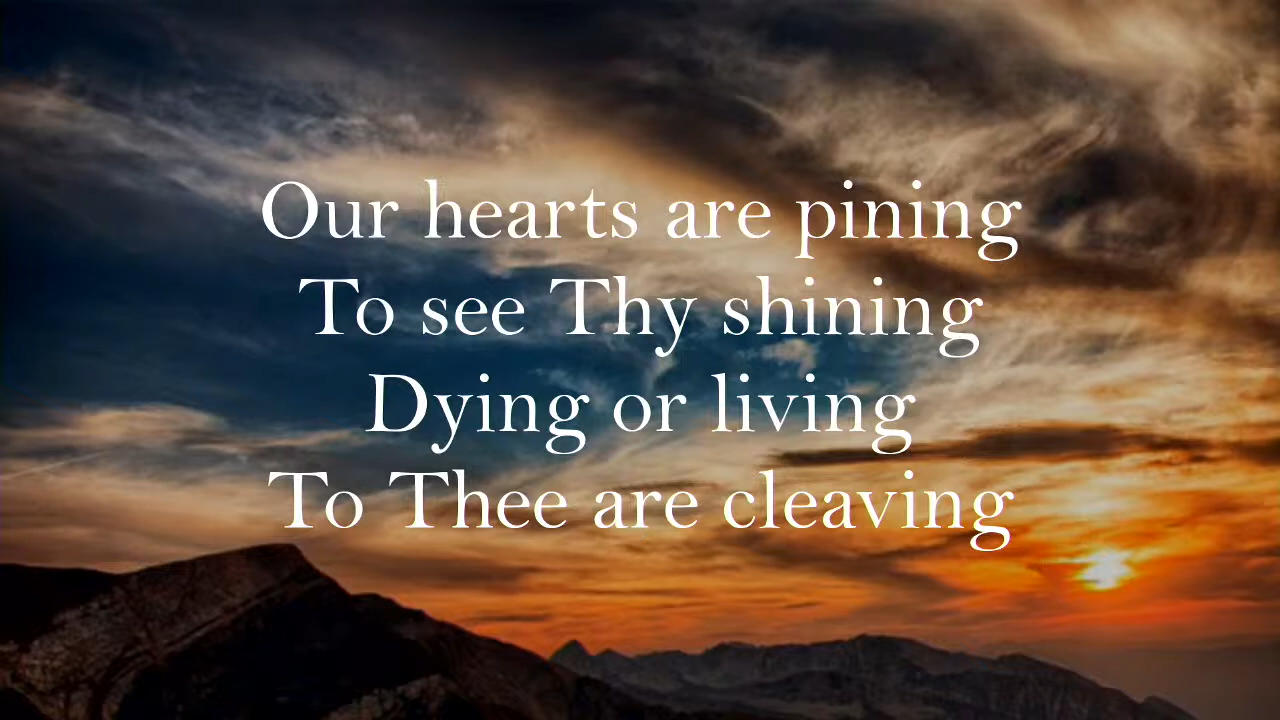 Our hearts are pining
To see Thy shining
Dying or living
To Thee are cleaving